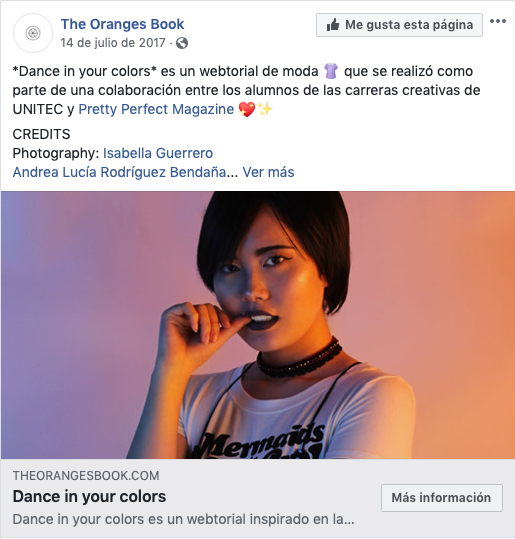 The Oranges Book
Me gusta esta página
14 de julio de 2017 ·
*Dance in your colors* es un webtorial de moda 👚 que se realizó como
parte de una colaboración entre los alumnos de las carreras creativas de
UNITEC y Pretty Perfect Magazine 💖✨
CREDITS
Photography: Isabella Guerrero
Andrea Lucía Rodríguez Bendaña... Ver más
Mermaids
THEORANGESBOOK.COM
Dance in your colors
Más información
Dance in your colors es un webtorial inspirado en la...